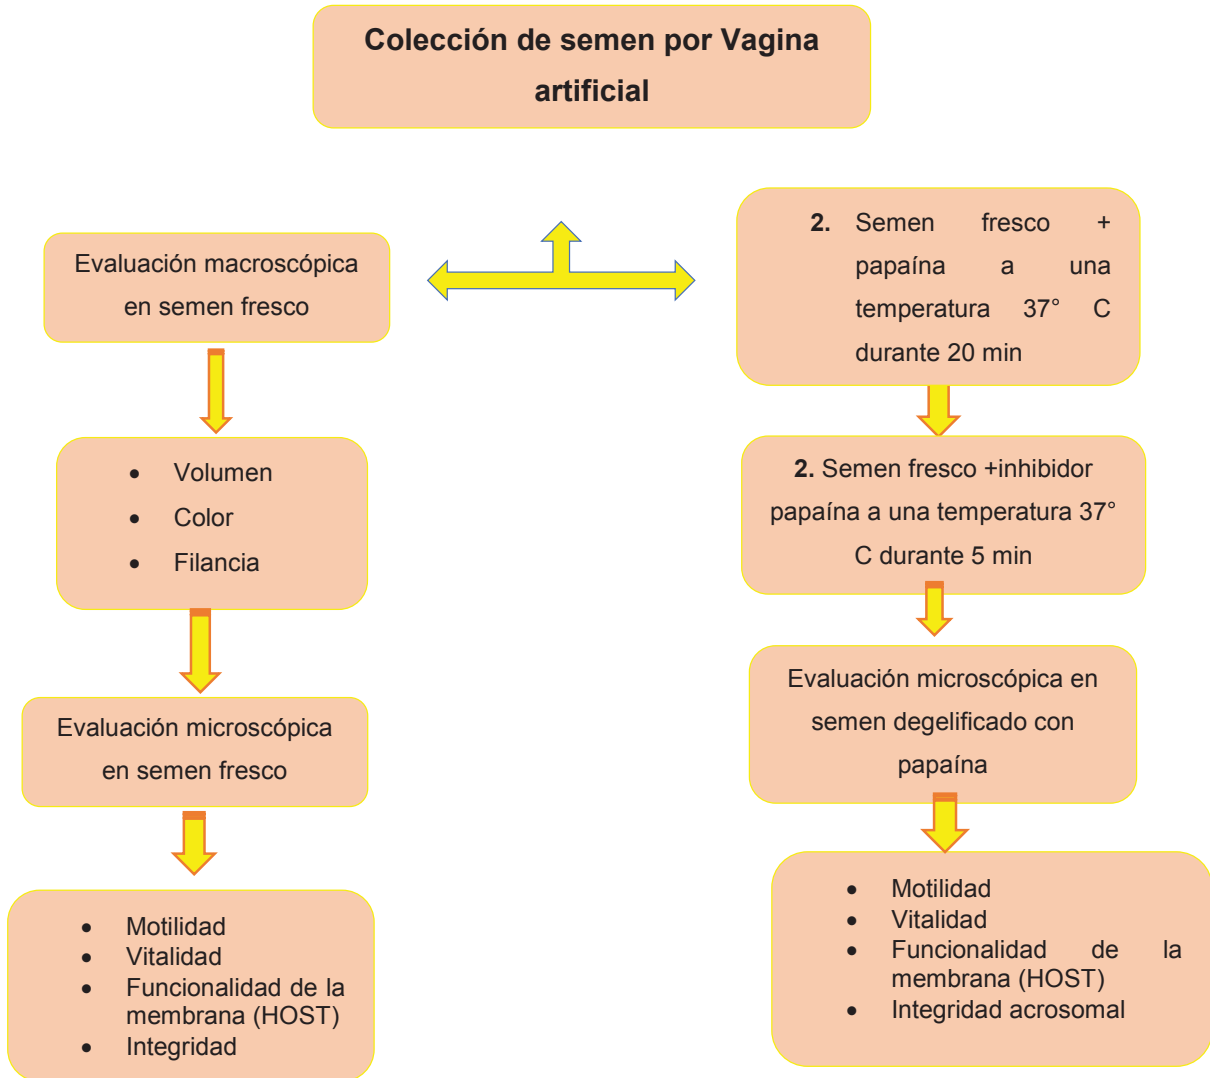 Colección de semen por Vagina
artificial
Evaluación macroscópica
en semen fresco
• Volumen
• Color
• Filancia
Evaluación microscópica
en semen fresco
• Motilidad
• Vitalidad
• Funcionalidad de la
membrana (HOST)
• Integridad
2. Semen fresco +
papaína a una
temperatura 37° C
durante 20 min
2. Semen fresco +inhibidor
papaína a una temperatura 37°
C durante 5 min
Evaluación microscópica en
semen degelificado con
papaína
• Motilidad
• Vitalidad
• Funcionalidad de la
membrana (HOST)
• Integridad acrosomal